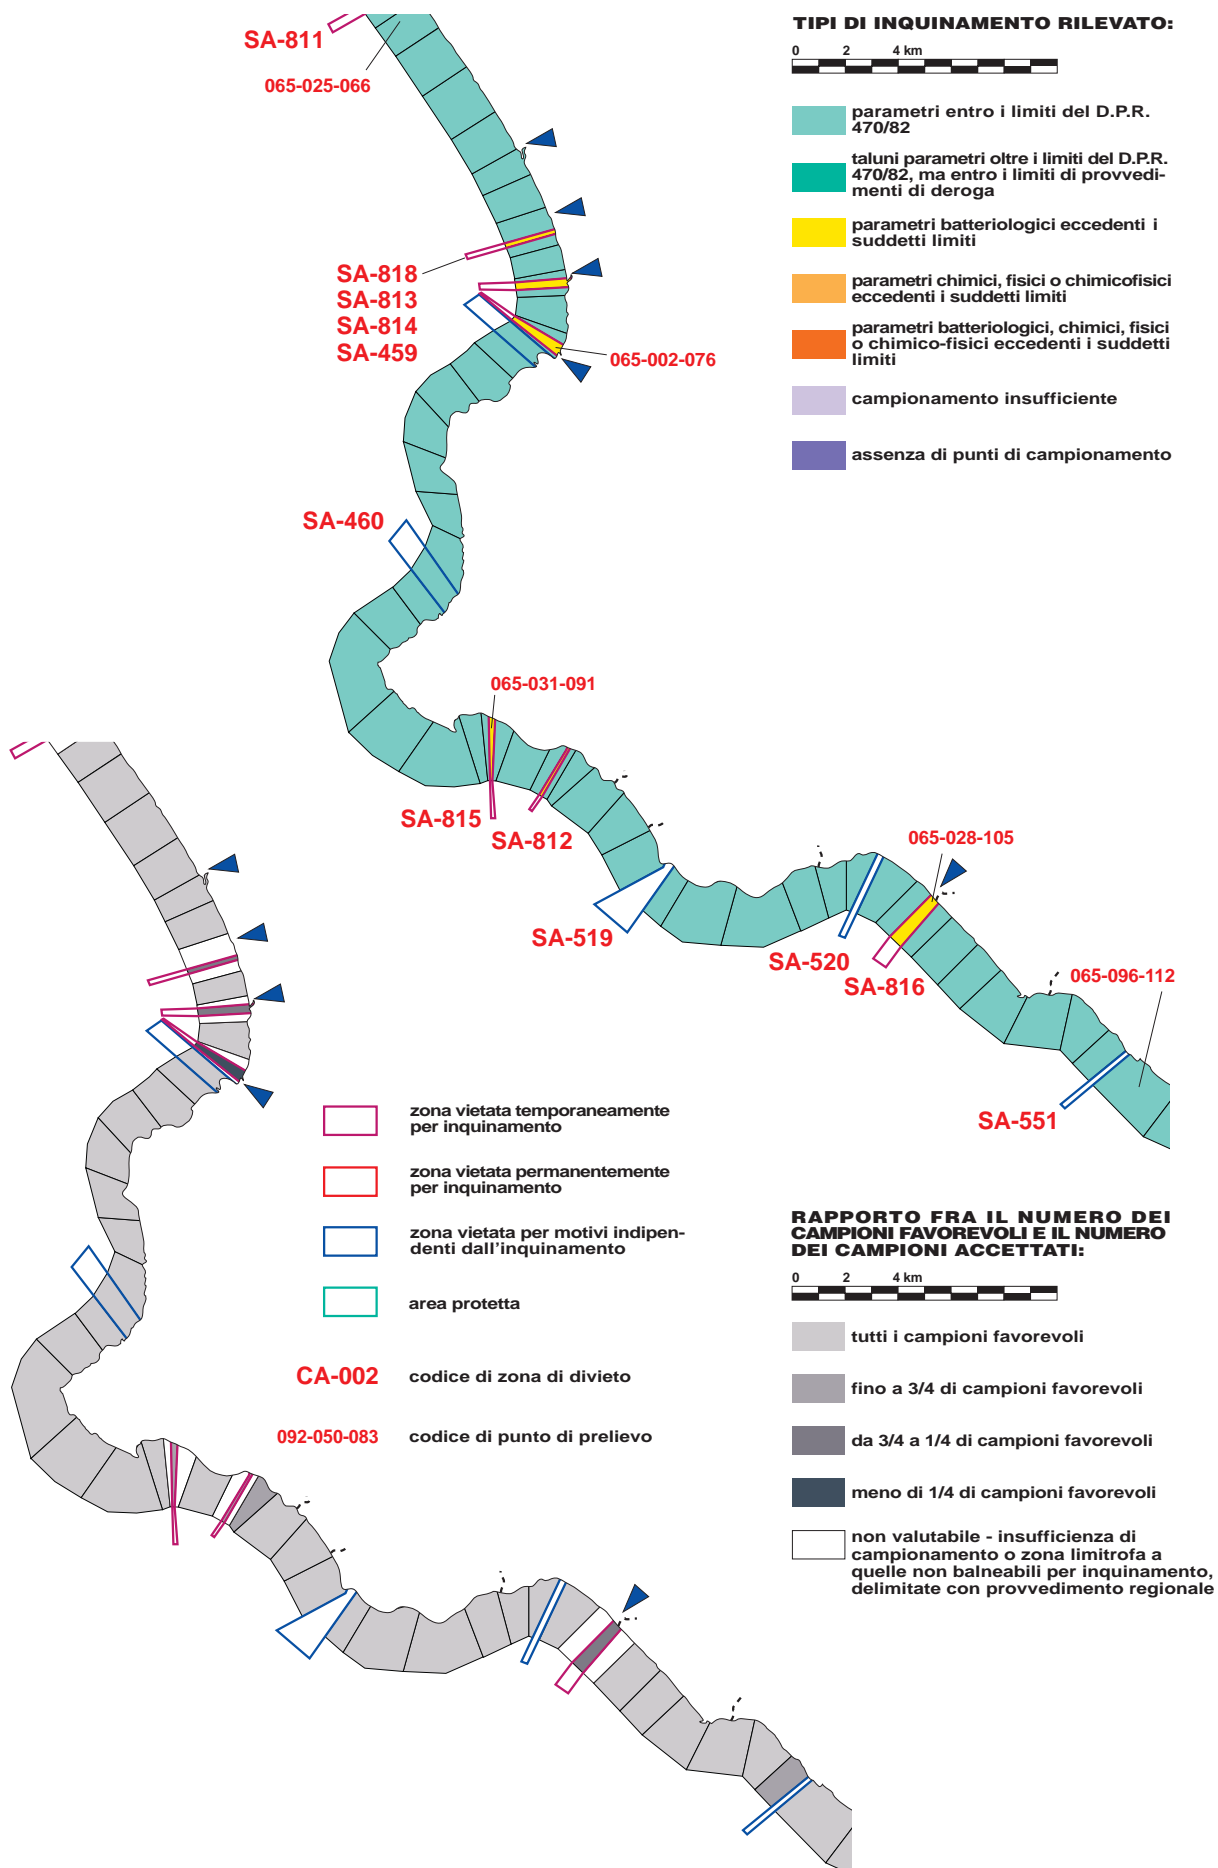 SA-811
065-025-066
SA-818
SA-813
SA-814
SA-459
065-002-076
SA-460
065-031-091
SA-815
SA-812
SA-519
SA-520
065-028-105
SA-816
065-096-112
SA-551
TIPI DI INQUINAMENTO RILEVATO:
0 2 4 km
parametri entro i limiti del D.P.R.
470/82
taluni parametri oltre i limiti del D.P.R.
470/82, ma entro i limiti di provvedi-
menti di deroga
parametri batteriologici eccedenti i
suddetti limiti
parametri chimici, fisici o chimicofisici
eccedenti i suddetti limiti
parametri batteriologici, chimici, fisici
o chimico-fisici eccedenti i suddetti
limiti
campionamento insufficiente
assenza di punti di campionamento
zona vietata temporaneamente
per inquinamento
zona vietata permanentemente
per inquinamento
zona vietata per motivi indipen-
denti dall'inquinamento
area protetta
CA-002 codice di zona di divieto
092-050-083 codice di punto di prelievo
RAPPORTO FRA IL NUMERO DEI
CAMPIONI FAVOREVOLI E IL NUMERO
DEI CAMPIONI ACCETTATI:
0 2 4 km
tutti i campioni favorevoli
fino a 3/4 di campioni favorevoli
da 3/4 a 1/4 di campioni favorevoli
meno di 1/4 di campioni favorevoli
non valutabile - insufficienza di
campionamento o zona limitrofa a
quelle non balneabili per inquinamento,
delimitate con provvedimento regionale